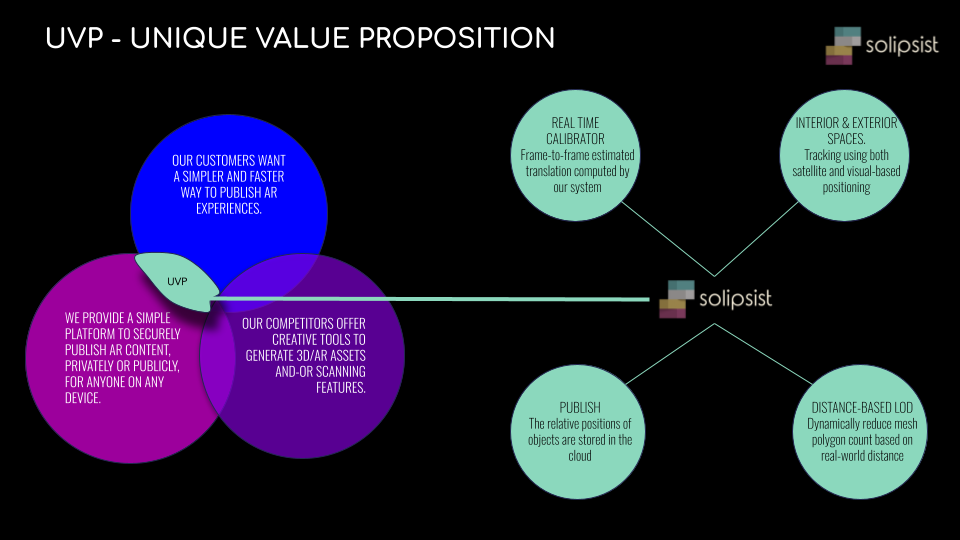 UVP - UNIQUE VALUE PROPOSITION
solipsist
OUR CUSTOMERS WANT
A SIMPLER AND FASTER
WAY TO PUBLISH AR
EXPERIENCES.
UVP
WE PROVIDE A SIMPLE
PLATFORM TO SECURELY
PUBLISH AR CONTENT,
PRIVATELY OR PUBLICLY,
FOR ANYONE ON ANY
DEVICE.
OUR COMPETITORS OFFER
CREATIVE TOOLS TO
GENERATE 3D/AR ASSETS
AND-OR SCANNING
FEATURES.
REAL TIME
CALIBRATOR
Frame-to-frame estimated
translation computed by
our system
INTERIOR & EXTERIOR
SPACES.
Tracking using both
satellite and visual-based
positioning
solipsist
PUBLISH
The relative positions of
objects are stored in the
cloud
DISTANCE-BASED LOD
Dynamically reduce mesh
polygon count based on
real-world distance